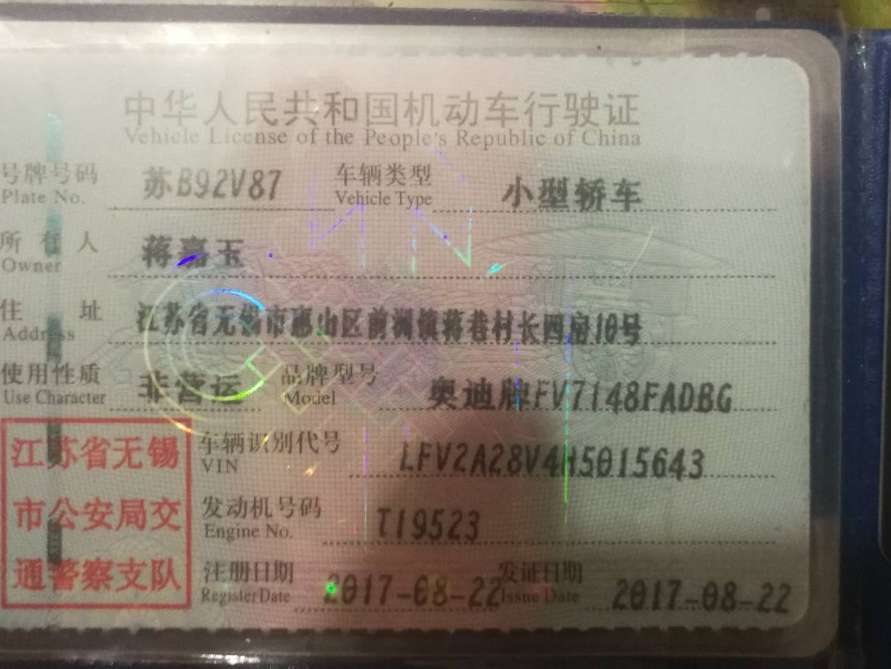 中华人民共和国机动车行驶证
Vehicle License of the People's Republic of China
号牌号码 苏B92V87 车辆类型 小型轿车
Plate No. Vehicle Type
所有人 蒋嘉玉
Owner
住址 江苏省无锡市惠山区前洲镇蒋巷村长四房10号
Address
使用性质 非营运 品牌型号 奥迪牌FV7148FADBG
Use Character Model
江苏省无锡
市公安局交
通警察支队
车辆识别代号 LFV2A28V4H5015643
VIN
发动机号码 T19523
Engine No.
注册日期 2017-08-22 发证日期 2017-08-22
Register Date Issue Date